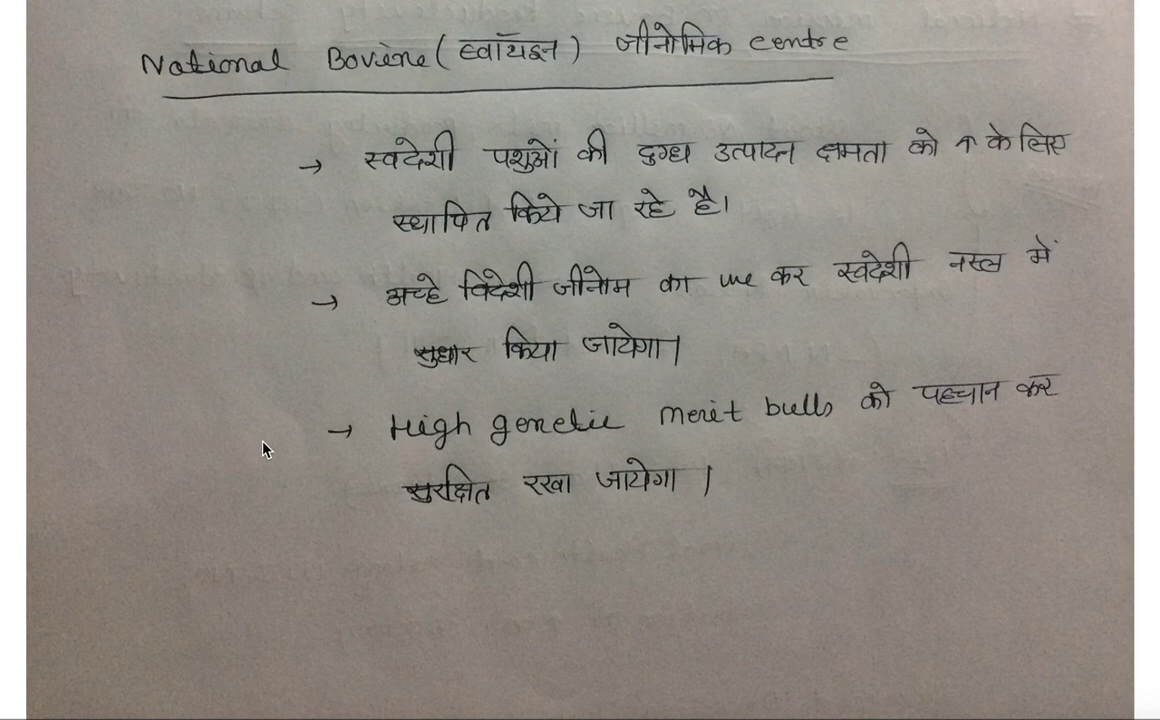 National Bovine (ब्वॉयइन) जीनोमिक centre
→ स्वदेशी पशुओं की दुग्ध उत्पादन क्षमता को ↑ के लिए
स्थापित किये जा रहे है।
→ अच्छे विदेशी जीनोम का use कर स्वदेशी नस्ल में
सुधार किया जायेगा।
→ High genetic merit bulls को पहचान कर
सुरक्षित रखा जायेगा।